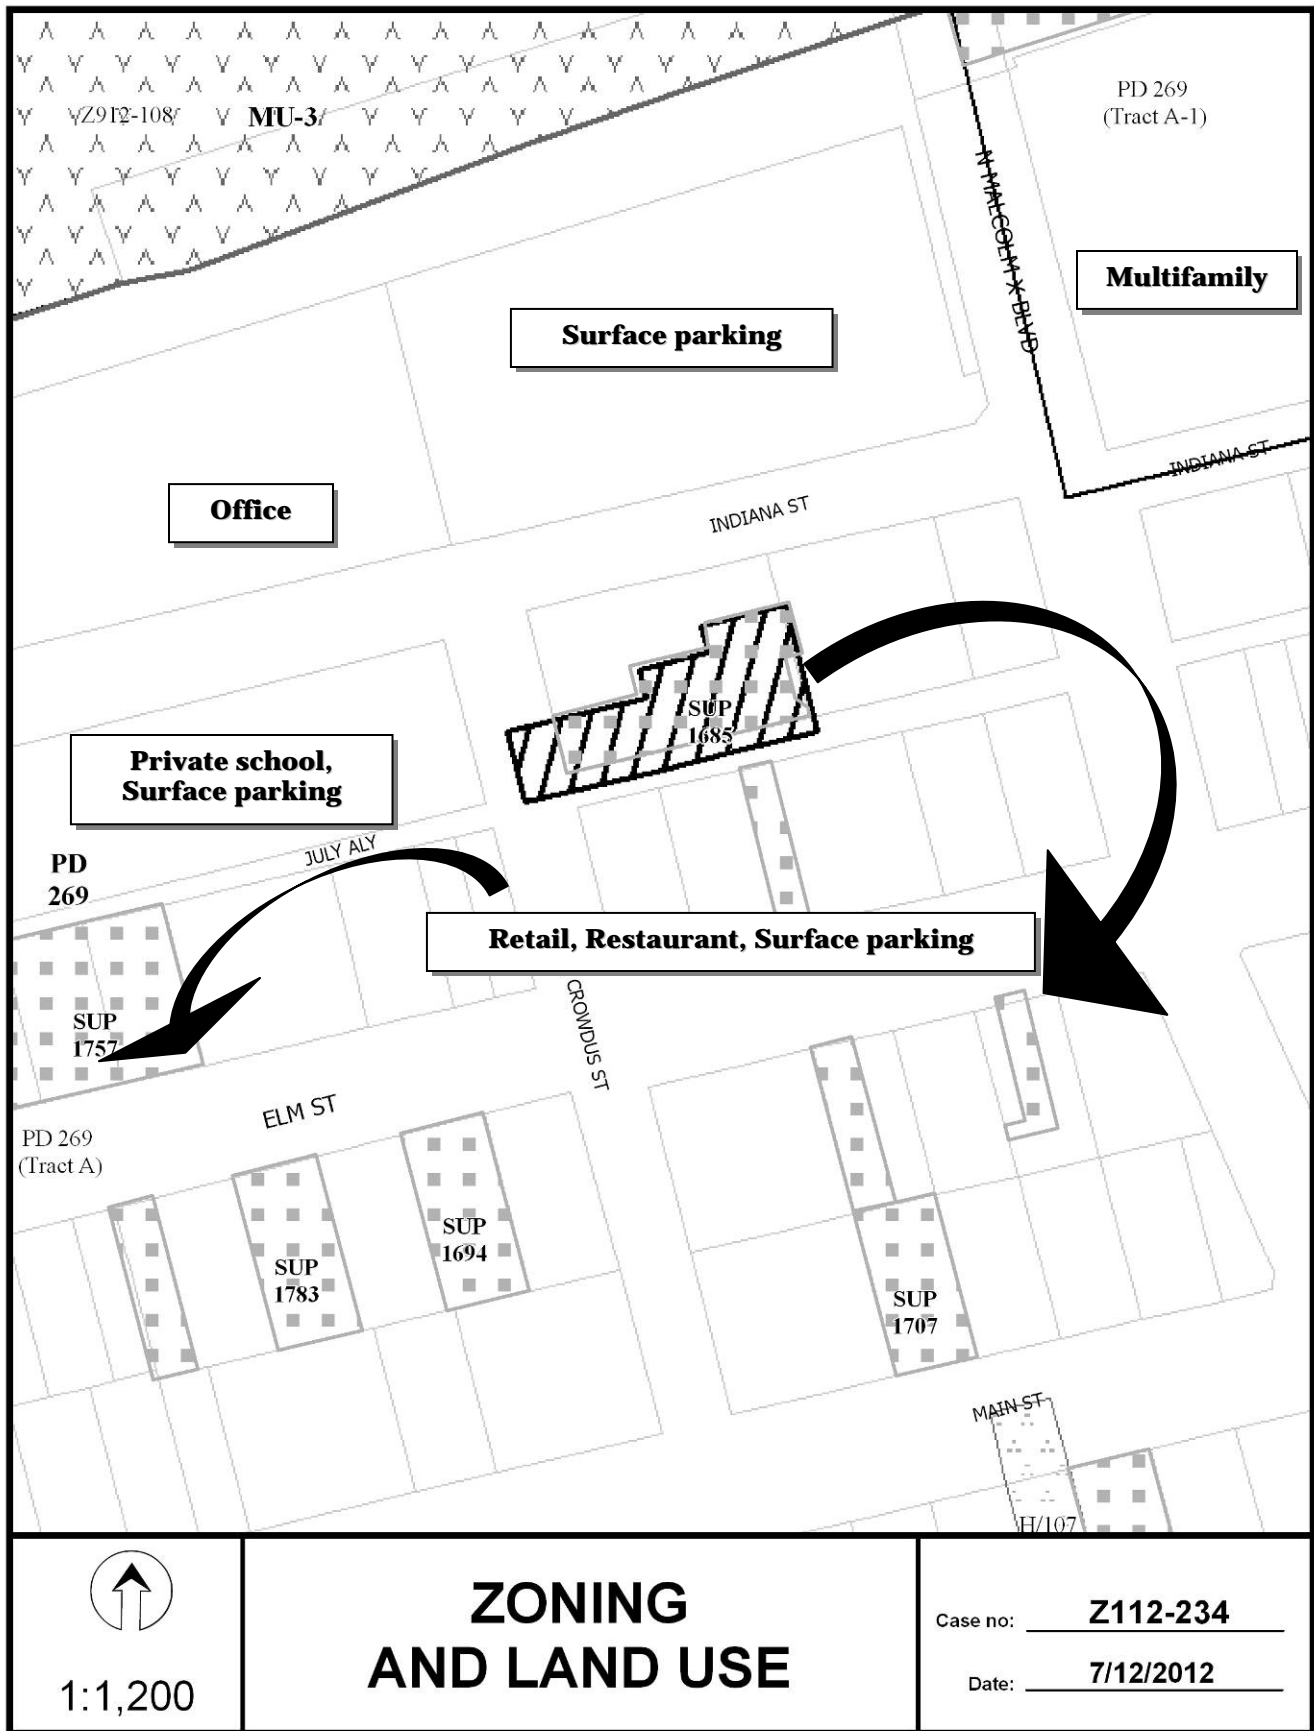 Z912-108
MU-3
PD 269
(Tract A-1)
N MALCOLM X BLVD
Multifamily
Surface parking
INDIANA ST
Office
INDIANA ST
SUP
1685
Private school,
Surface parking
JULY ALY
PD
269
Retail, Restaurant, Surface parking
CROWDUS ST
SUP
1757
ELM ST
PD 269
(Tract A)
SUP
1694
SUP
1783
SUP
1707
MAIN ST
H/107
1:1,200
ZONING
AND LAND USE
Case no: Z112-234
Date: 7/12/2012